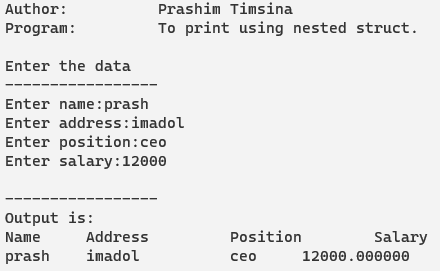 Author: Prashim Timsina
Program: To print using nested struct.
Enter the data
-----------------
Enter name:prash
Enter address:imadol
Enter position:ceo
Enter salary:12000
-----------------
Output is:
Name Address Position Salary
prash imadol ceo 12000.000000